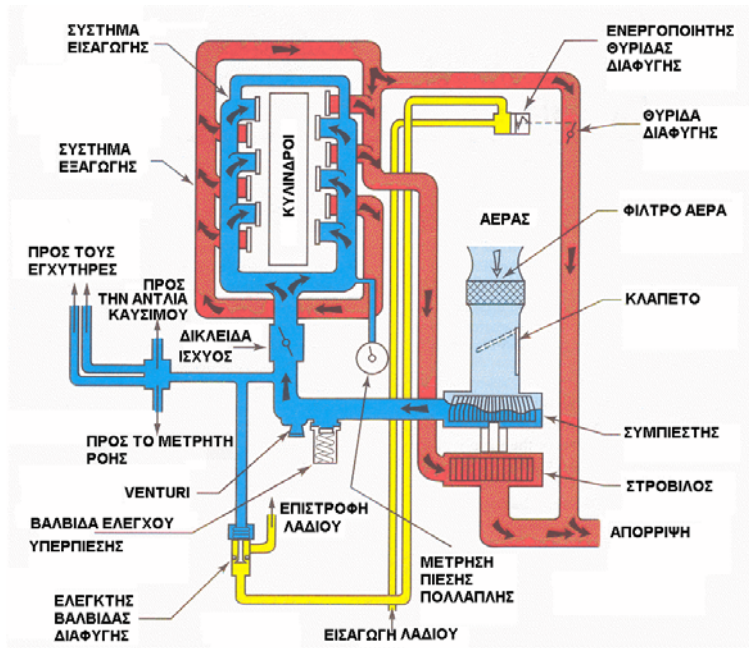 ΣΥΣΤΗΜΑ
ΕΙΣΑΓΩΓΗΣ
ΕΝΕΡΓΟΠΟΙΗΤΗΣ
ΘΥΡΙΔΑΣ
ΔΙΑΦΥΓΗΣ
ΘΥΡΙΔΑ
ΔΙΑΦΥΓΗΣ
ΣΥΣΤΗΜΑ
ΕΞΑΓΩΓΗΣ
ΚΥΛΙΝΔΡΟΙ
ΑΕΡΑΣ
ΦΙΛΤΡΟ ΑΕΡΑ
ΠΡΟΣ ΤΟΥΣ
ΕΓΧΥΤΗΡΕΣ
ΠΡΟΣ
ΤΗΝ ΑΝΤΛΙΑ
ΚΑΥΣΙΜΟΥ
ΚΛΑΠΕΤΟ
ΔΙΚΛΕΙΔΑ
ΙΣΧΥΟΣ
ΠΡΟΣ ΤΟ ΜΕΤΡΗΤΗ
ΡΟΗΣ
ΣΥΜΠΙΕΣΤΗΣ
VENTURI
ΣΤΡΟΒΙΛΟΣ
ΒΑΛΒΙΔΑ ΕΛΕΓΧΟΥ
ΥΠΕΡΠΙΕΣΗΣ
ΕΠΙΣΤΡΟΦΗ
ΛΑΔΙΟΥ
ΑΠΟΡΡΙΨΗ
ΜΕΤΡΗΣΗ
ΠΙΕΣΗΣ
ΠΟΛΛΑΠΛΗΣ
ΕΛΕΓΚΤΗΣ
ΒΑΛΒΙΔΑΣ
ΔΙΑΦΥΓΗΣ
ΕΙΣΑΓΩΓΗ ΛΑΔΙΟΥ